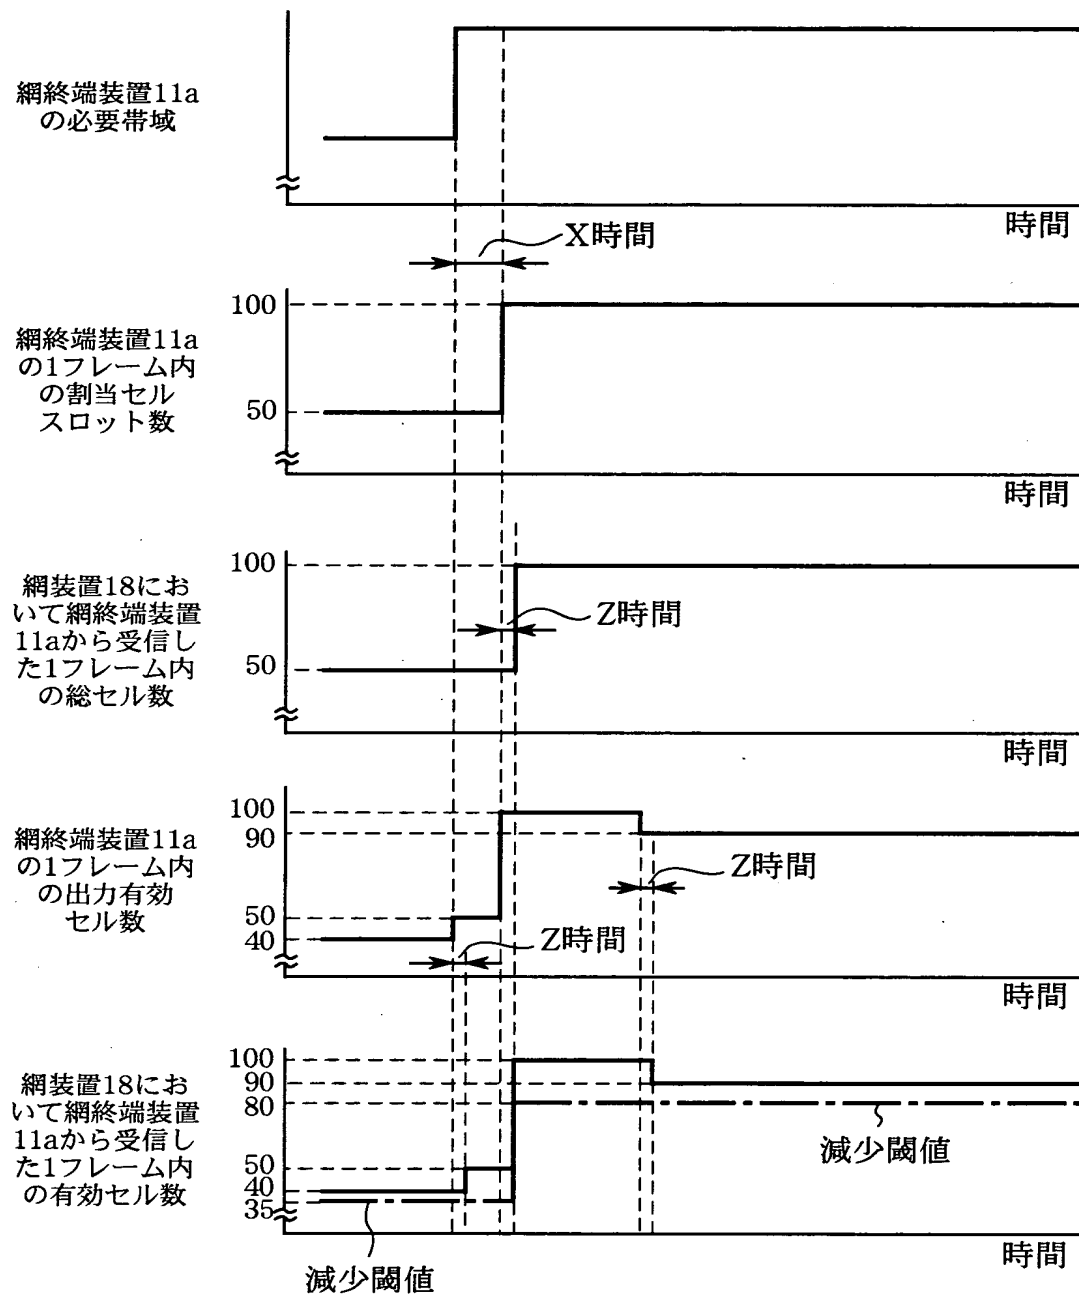 網終端装置11a
の必要帯域
時間
X時間
網終端装置11a
の1フレーム内
の割当セル
スロット数
100
50
時間
網装置18にお
いて網終端装置
11aから受信し
た1フレーム内
の総セル数
100
50
Z時間
時間
網終端装置11a
の1フレーム内
の出力有効
セル数
100
90
50
40
Z時間
Z時間
時間
網装置18にお
いて網終端装置
11aから受信し
た1フレーム内
の有効セル数
100
90
80
50
40
35
減少閾値
減少閾値
時間